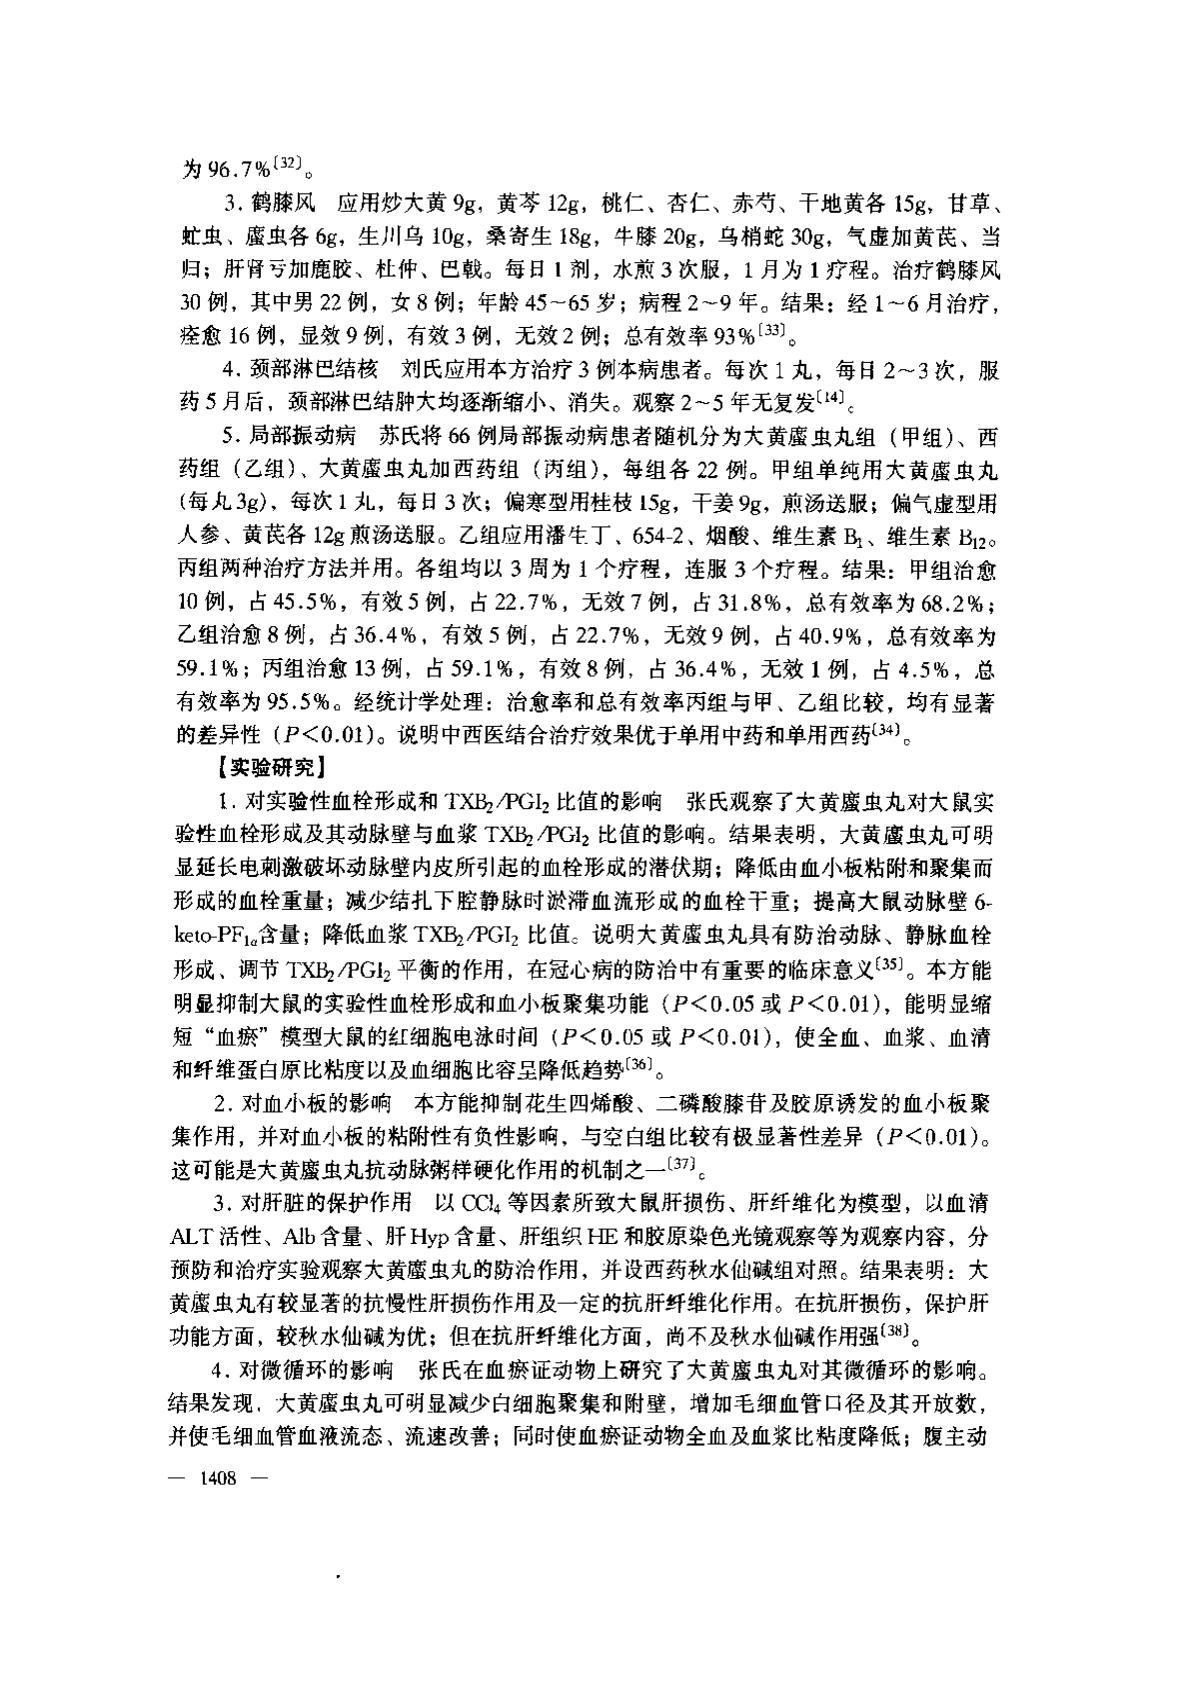 为 96.7%〔32〕。
3. 鹤膝风　应用炒大黄 9g，黄芩 12g，桃仁、杏仁、赤芍、干地黄各 15g，甘草、
虻虫、䗪虫各 6g，生川乌 10g，桑寄生 18g，牛膝 20g，乌梢蛇 30g，气虚加黄芪、当
归；肝肾亏加鹿胶、杜仲、巴戟。每日 1 剂，水煎 3 次服，1 月为 1 疗程。治疗鹤膝风
30 例，其中男 22 例，女 8 例；年龄 45～65 岁；病程 2～9 年。结果：经 1～6 月治疗，
痊愈 16 例，显效 9 例，有效 3 例，无效 2 例；总有效率 93%〔33〕。
4. 颈部淋巴结核　刘氏应用本方治疗 3 例本病患者。每次 1 丸，每日 2～3 次，服
药 5 月后，颈部淋巴结肿大均逐渐缩小、消失。观察 2～5 年无复发〔14〕。
5. 局部振动病　苏氏将 66 例局部振动病患者随机分为大黄䗪虫丸组（甲组）、西
药组（乙组）、大黄䗪虫丸加西药组（丙组），每组各 22 例。甲组单纯用大黄䗪虫丸
（每丸 3g），每次 1 丸，每日 3 次；偏寒型用桂枝 15g，干姜 9g，煎汤送服；偏气虚型用
人参、黄芪各 12g 煎汤送服。乙组应用潘生丁、654-2、烟酸、维生素 B₁、维生素 B₁₂。
丙组两种治疗方法并用。各组均以 3 周为 1 个疗程，连服 3 个疗程。结果：甲组治愈
10 例，占 45.5%，有效 5 例，占 22.7%，无效 7 例，占 31.8%，总有效率为 68.2%；
乙组治愈 8 例，占 36.4%，有效 5 例，占 22.7%，无效 9 例，占 40.9%，总有效率为
59.1%；丙组治愈 13 例，占 59.1%，有效 8 例，占 36.4%，无效 1 例，占 4.5%，总
有效率为 95.5%。经统计学处理：治愈率和总有效率丙组与甲、乙组比较，均有显著
的差异性（P＜0.01）。说明中西医结合治疗效果优于单用中药和单用西药〔34〕。
【实验研究】
1. 对实验性血栓形成和 TXB₂/PGI₂ 比值的影响　张氏观察了大黄䗪虫丸对大鼠实
验性血栓形成及其动脉壁与血浆 TXB₂/PGI₂ 比值的影响。结果表明，大黄䗪虫丸可明
显延长电刺激破坏动脉壁内皮所引起的血栓形成的潜伏期；降低由血小板粘附和聚集而
形成的血栓重量；减少结扎下腔静脉时淤滞血流形成的血栓干重；提高大鼠动脉壁 6-
keto-PF₁α含量；降低血浆 TXB₂/PGI₂ 比值。说明大黄䗪虫丸具有防治动脉、静脉血栓
形成、调节 TXB₂/PGI₂ 平衡的作用，在冠心病的防治中有重要的临床意义〔35〕。本方能
明显抑制大鼠的实验性血栓形成和血小板聚集功能（P＜0.05 或 P＜0.01），能明显缩
短“血瘀”模型大鼠的红细胞电泳时间（P＜0.05 或 P＜0.01），使全血、血浆、血清
和纤维蛋白原比粘度以及血细胞比容呈降低趋势〔36〕。
2. 对血小板的影响　本方能抑制花生四烯酸、二磷酸腺苷及胶原诱发的血小板聚
集作用，并对血小板的粘附性有负性影响，与空白组比较有极显著性差异（P＜0.01）。
这可能是大黄䗪虫丸抗动脉粥样硬化作用的机制之一〔37〕。
3. 对肝脏的保护作用　以 CCl₄ 等因素所致大鼠肝损伤、肝纤维化为模型，以血清
ALT 活性、Alb 含量、肝 Hyp 含量、肝组织 HE 和胶原染色光镜观察等为观察内容，分
预防和治疗实验观察大黄䗪虫丸的防治作用，并设西药秋水仙碱组对照。结果表明：大
黄䗪虫丸有较显著的抗慢性肝损伤作用及一定的抗肝纤维化作用。在抗肝损伤，保护肝
功能方面，较秋水仙碱为优；但在抗肝纤维化方面，尚不及秋水仙碱作用强〔38〕。
4. 对微循环的影响　张氏在血瘀证动物上研究了大黄䗪虫丸对其微循环的影响。
结果发现，大黄䗪虫丸可明显减少白细胞聚集和附壁，增加毛细血管口径及其开放数，
并使毛细血管血液流态、流速改善；同时使血瘀证动物全血及血浆比粘度降低；腹主动
— 1408 —